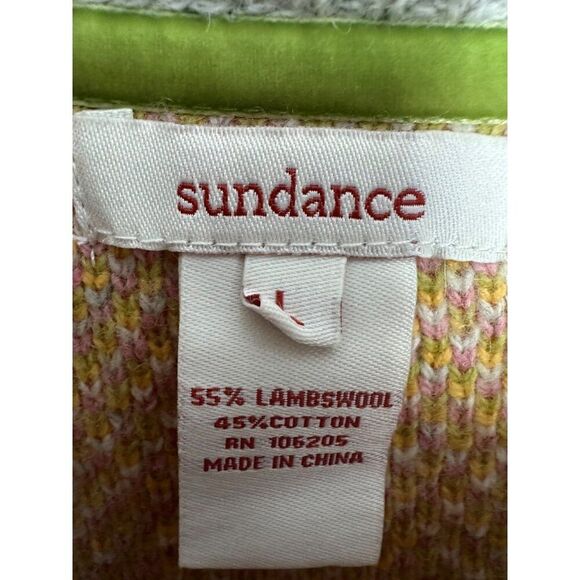 sundance
55% LAMBSWOOL
45%COTTON
RN 106205
MADE IN CHINA